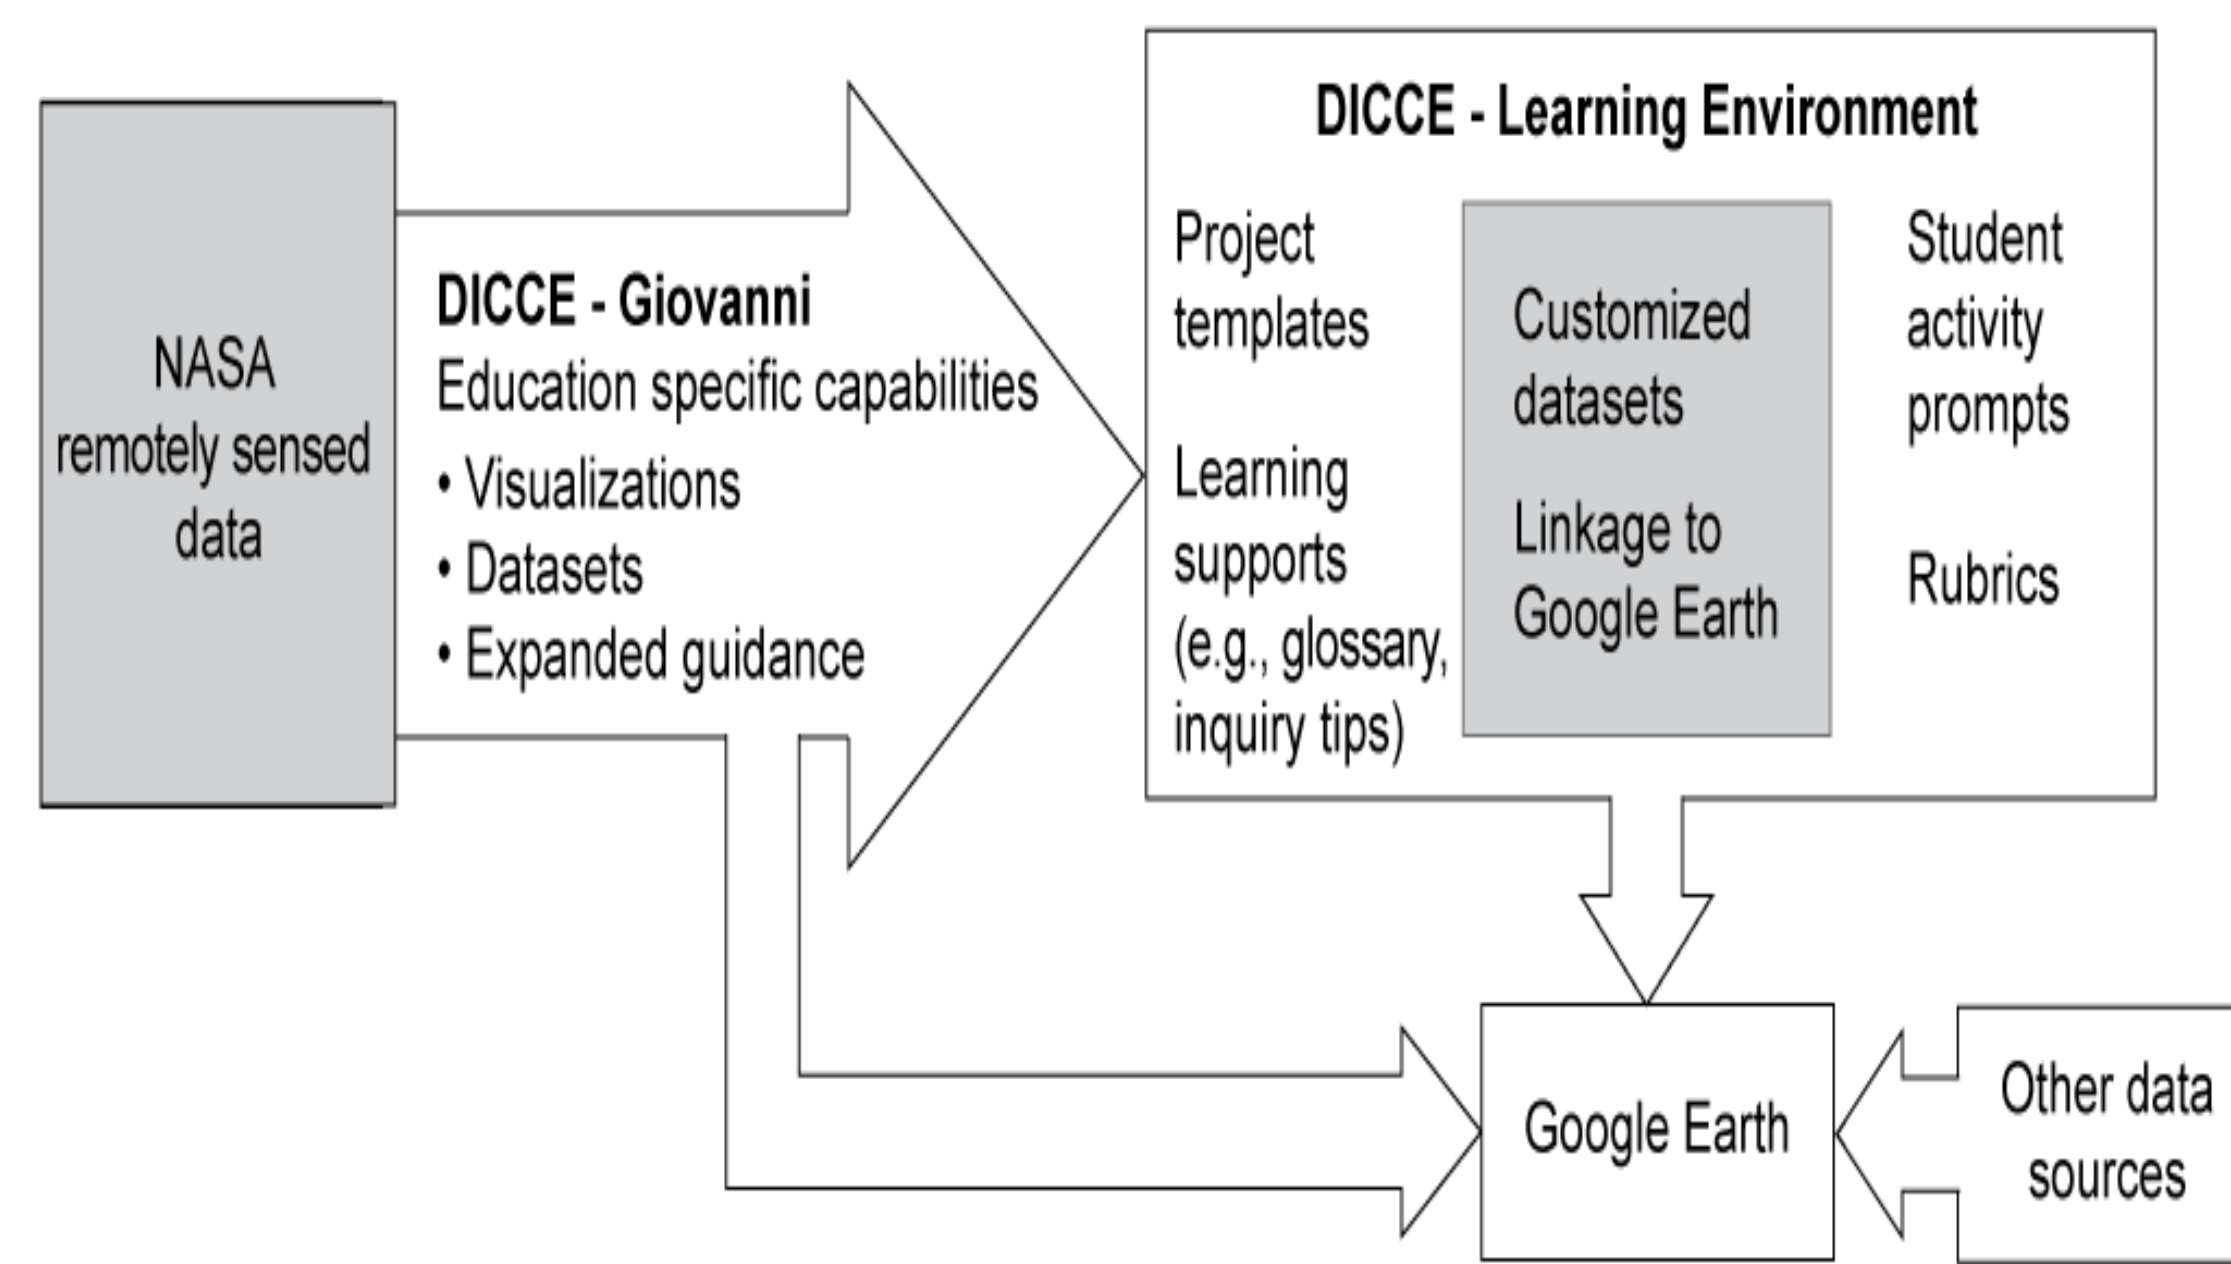 NASA
remotely sensed
data
DICCE - Giovanni
Education specific capabilities
• Visualizations
• Datasets
• Expanded guidance
DICCE - Learning Environment
Project
templates
Learning
supports
(e.g., glossary,
inquiry tips)
Customized
datasets
Linkage to
Google Earth
Student
activity
prompts
Rubrics
Google Earth
Other data
sources